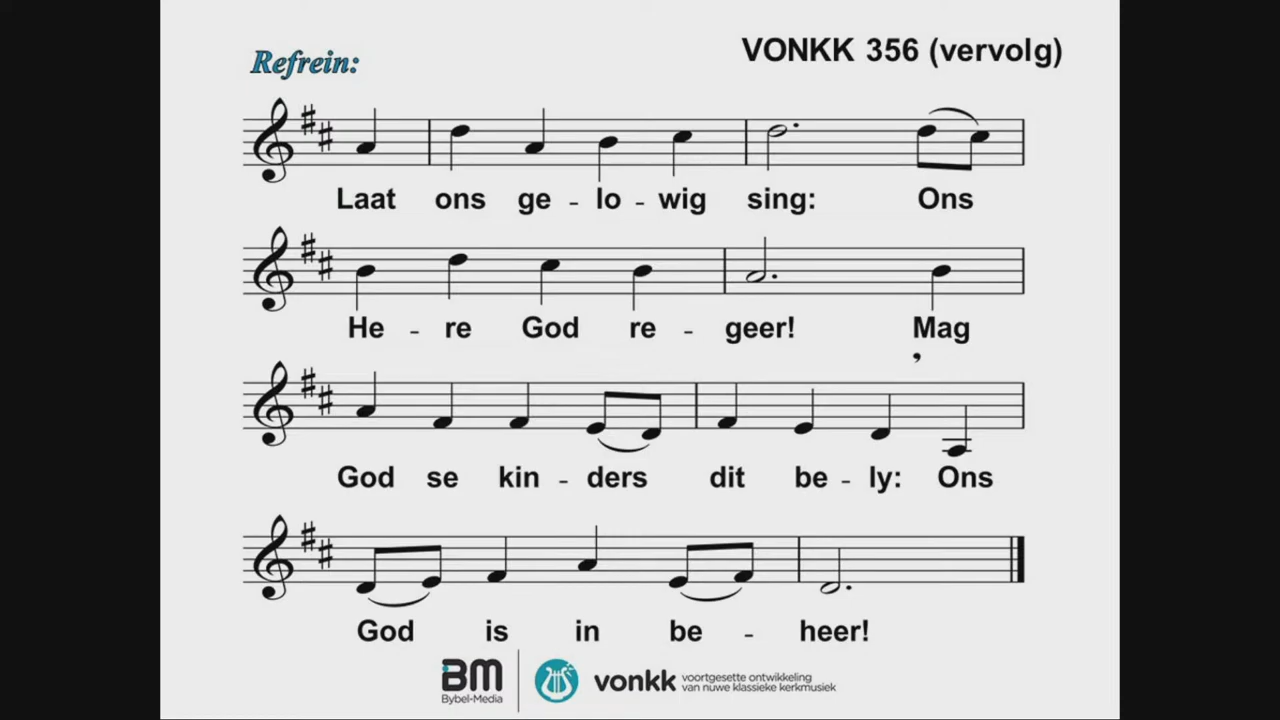 VONKK 356 (vervolg)
Refrein:
Laat ons ge - lo - wig sing: Ons
He - re God re - geer! Mag
God se kin - ders dit be - ly: Ons
God is in be - heer!
BM
Bybel-Media
vonkk
voortgesette ontwikkeling
van nuwe klassieke kerkmusiek